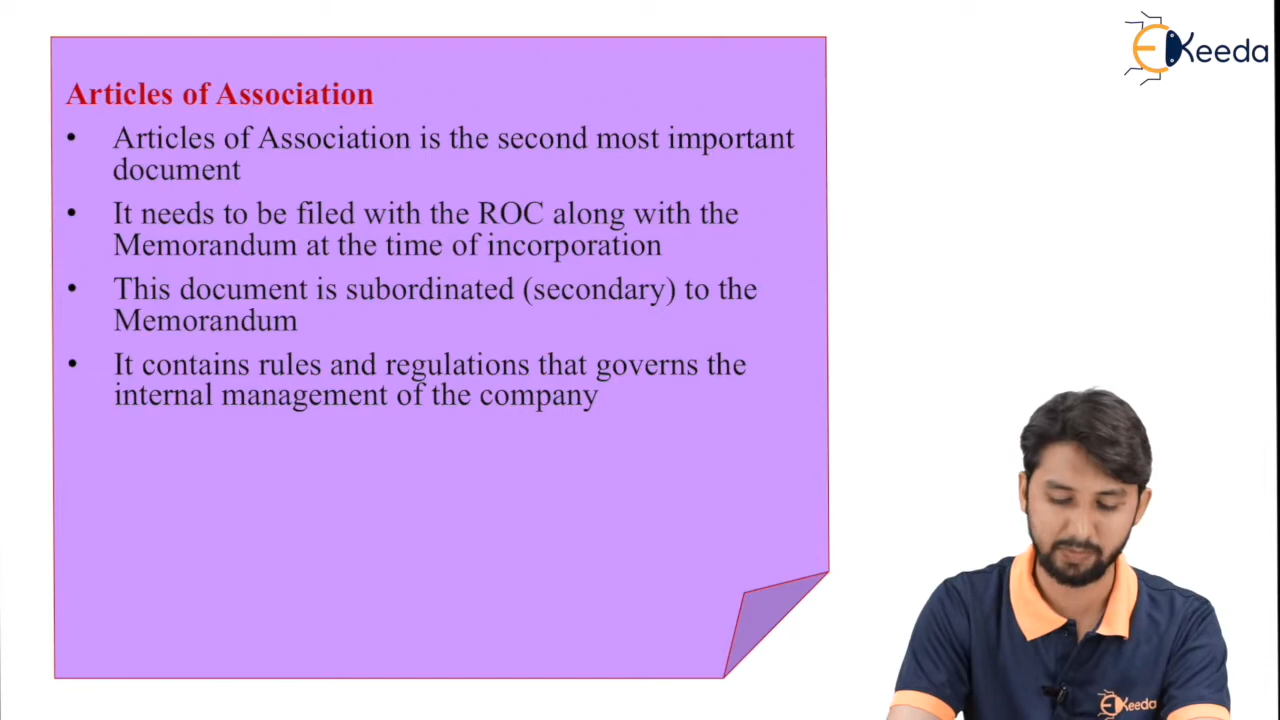 EKeeda
Articles of Association
• Articles of Association is the second most important
document
• It needs to be filed with the ROC along with the
Memorandum at the time of incorporation
• This document is subordinated (secondary) to the
Memorandum
• It contains rules and regulations that governs the
internal management of the company
EKeeda